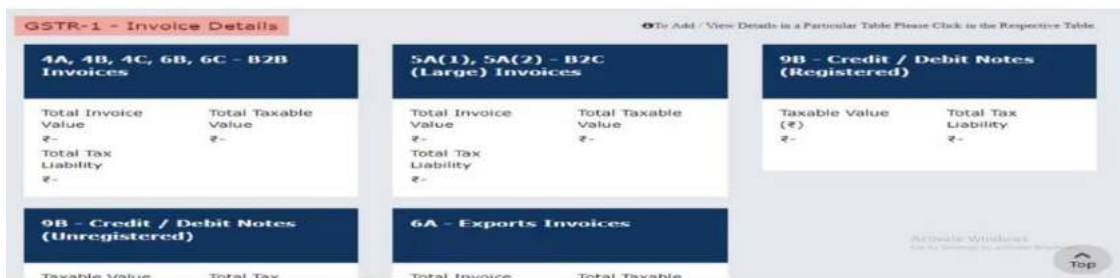 GSTR-1 - Invoice Details
To Add / View Details in a Particular Table Please Click in the Respective Table.
4A, 4B, 4C, 6B, 6C - B2B
Invoices
Total Invoice
Value
₹-
Total Taxable
Value
₹-
Total Tax
Liability
₹-
5A(1), 5A(2) - B2C
(Large) Invoices
Total Invoice
Value
₹-
Total Taxable
Value
₹-
Total Tax
Liability
₹-
9B - Credit / Debit Notes
(Registered)
Taxable Value
(₹)
₹-
Total Tax
Liability
₹-
9B - Credit / Debit Notes
(Unregistered)
Taxable Value
Total Tax
6A - Exports Invoices
Total Invoice
Total Taxable
Activate Windows
Top